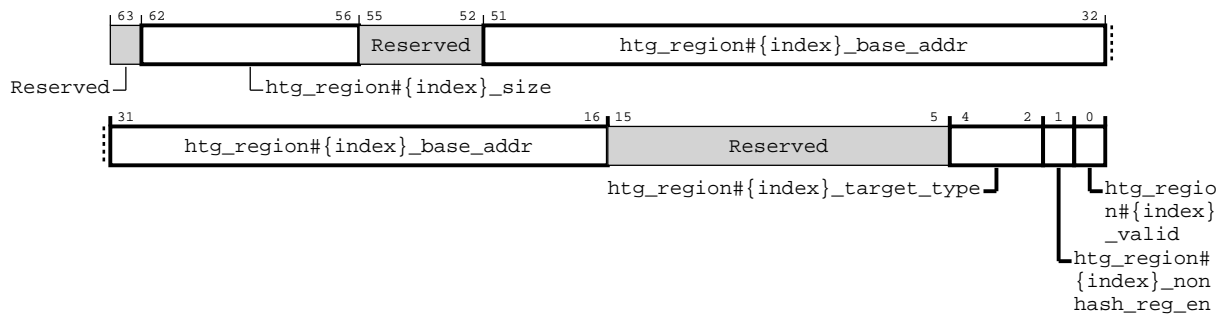 63 62 56 55 52 51 32
Reserved htg_region#{index}_base_addr
Reserved htg_region#{index}_size
31 16 15 5 4 2 1 0
htg_region#{index}_base_addr Reserved
htg_region#{index}_target_type htg_regio
n#{index}
_valid
htg_region#
{index}_non
hash_reg_en